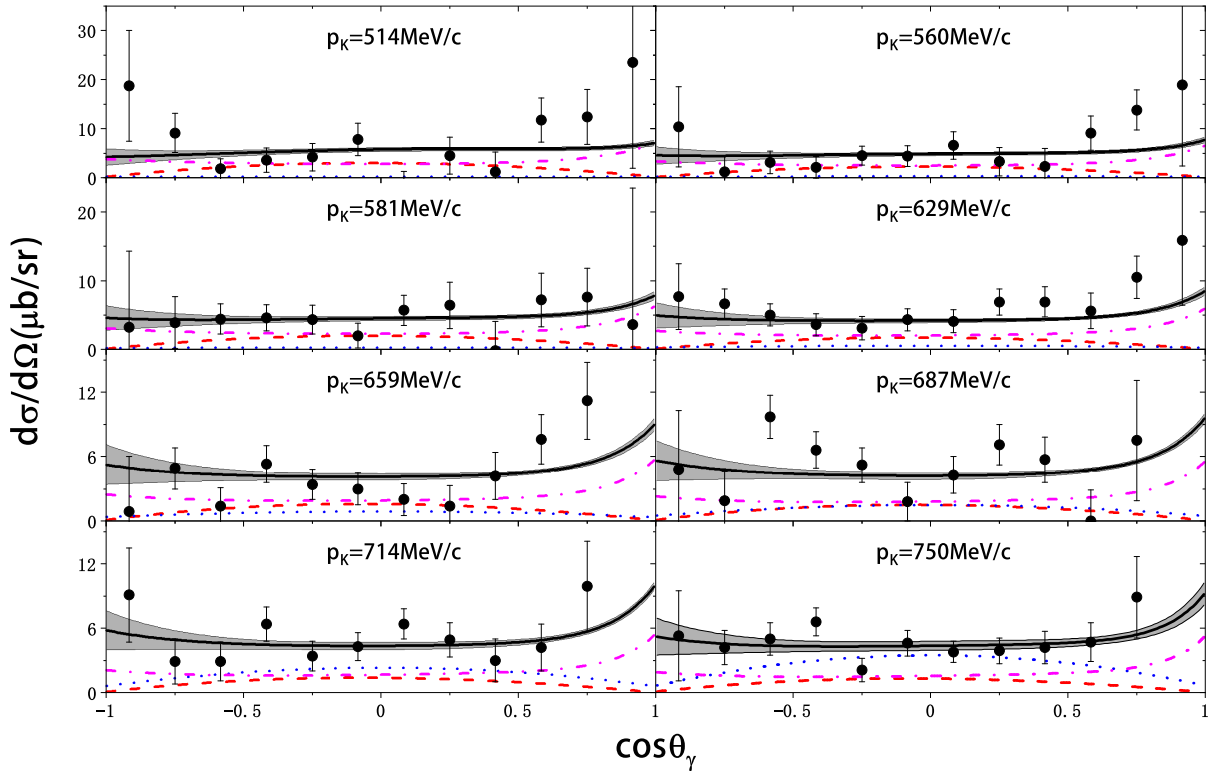 p_K=514MeV/c
p_K=560MeV/c
30
20
10
0
p_K=581MeV/c
p_K=629MeV/c
20
10
0
dσ/dΩ(μb/sr)
p_K=659MeV/c
p_K=687MeV/c
12
6
0
p_K=714MeV/c
p_K=750MeV/c
12
6
0
-1 -0.5 0 0.5 1 -0.5 0 0.5 1
cosθ_γ